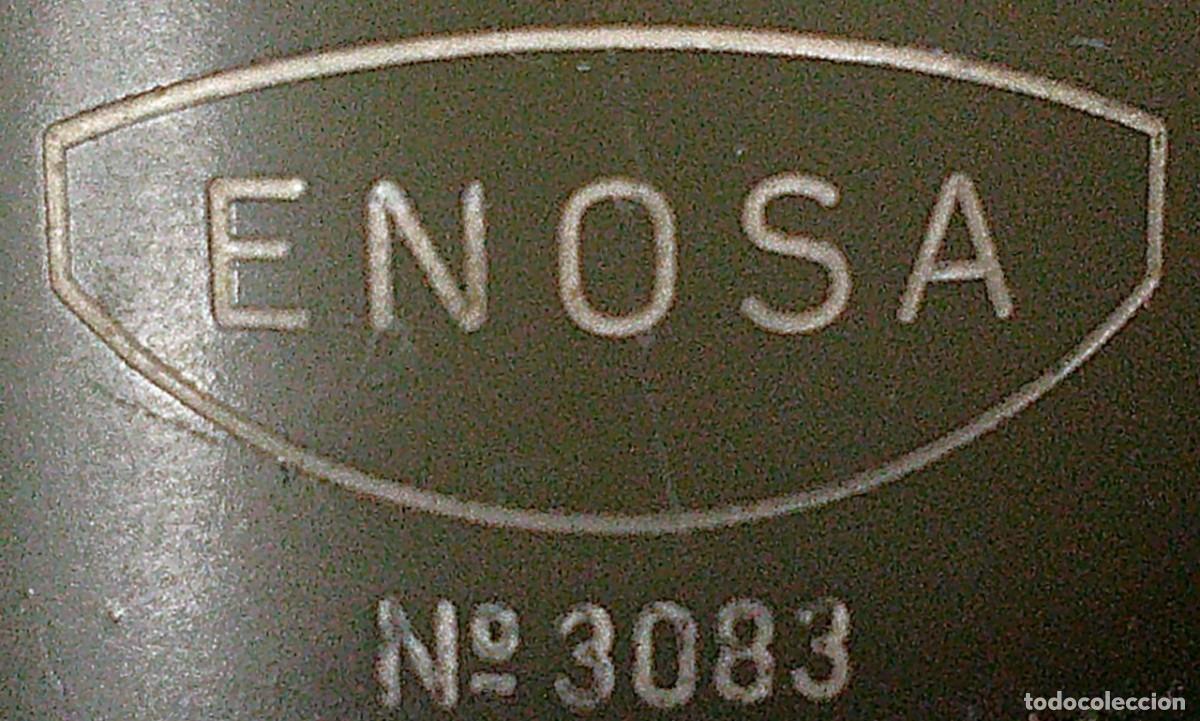 ENOSA
Nº 3083
todocoleccion